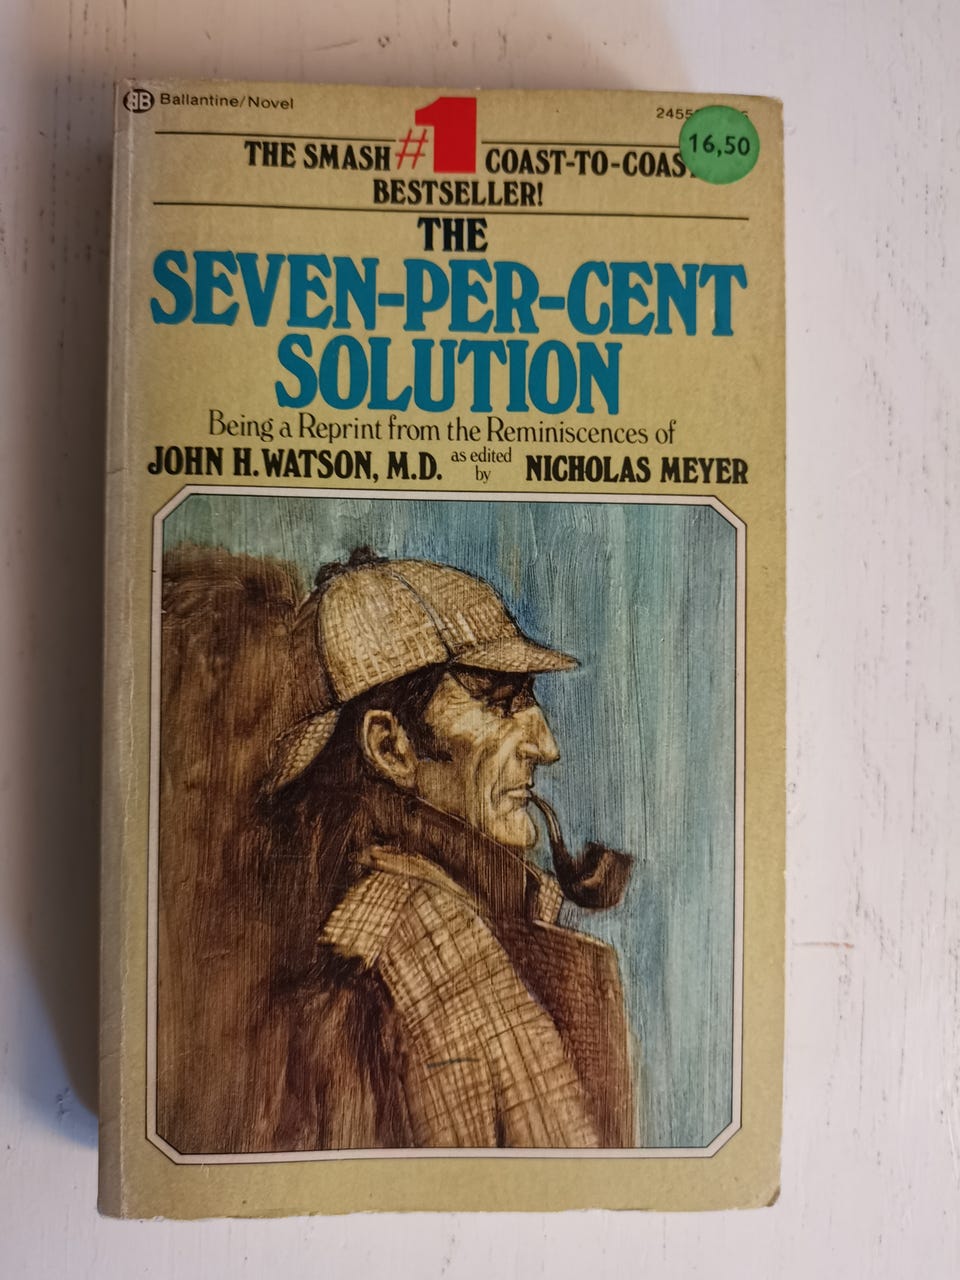 BB Ballantine/Novel
16,50
THE SMASH #1 COAST-TO-COAST
BESTSELLER!
THE
SEVEN-PER-CENT
SOLUTION
Being a Reprint from the Reminiscences of
JOHN H. WATSON, M.D. as edited by NICHOLAS MEYER